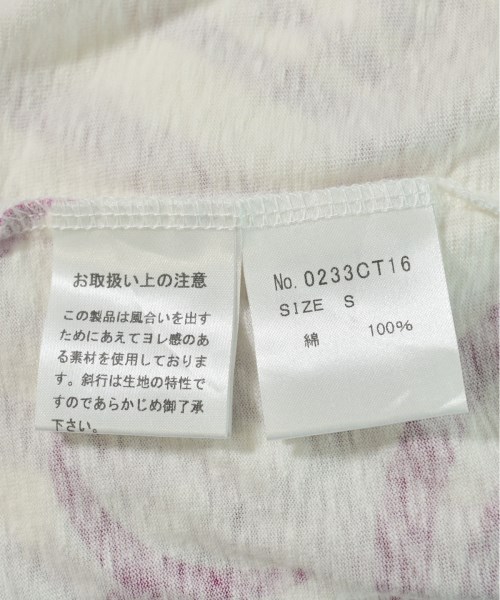 お取扱い上の注意
この製品は風合いを出す
ためにあえてヨレ感のあ
る素材を使用しておりま
す。斜行は生地の特性で
すのであらかじめ御了承
下さい。
No. 0233CT16
SIZE S
綿 100%